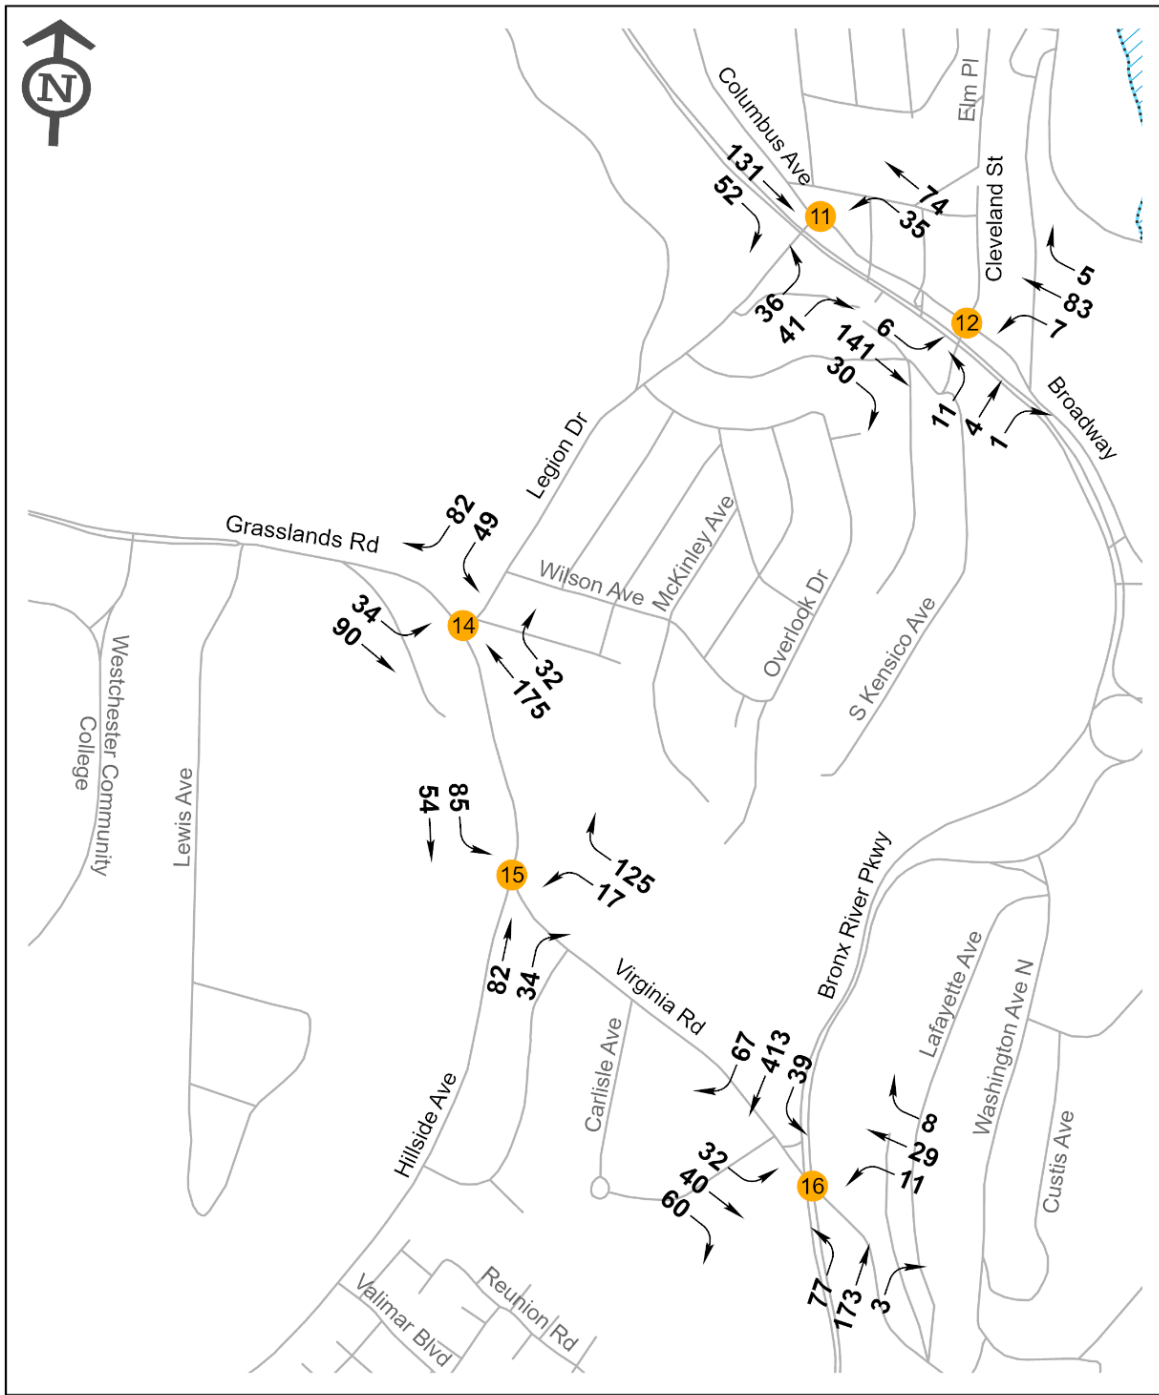 N
Columbus Ave
Elm Pl
131
52
74
35
11
Cleveland St
5
83
7
36
41
6
141
30
12
11
4
1
Broadway
Legion Dr
82
49
Grasslands Rd
Wilson Ave
McKinley Ave
Overlook Dr
S Kensico Ave
34
90
14
32
175
Westchester Community
College
Lewis Ave
54
85
125
17
15
82
34
Bronx River Pkwy
Virginia Rd
Lafayette Ave
Washington Ave N
Carlisle Ave
67
413
39
Hillside Ave
8
29
11
Custis Ave
32
40
60
16
77
173
3
Reunion Rd
Valimar Blvd